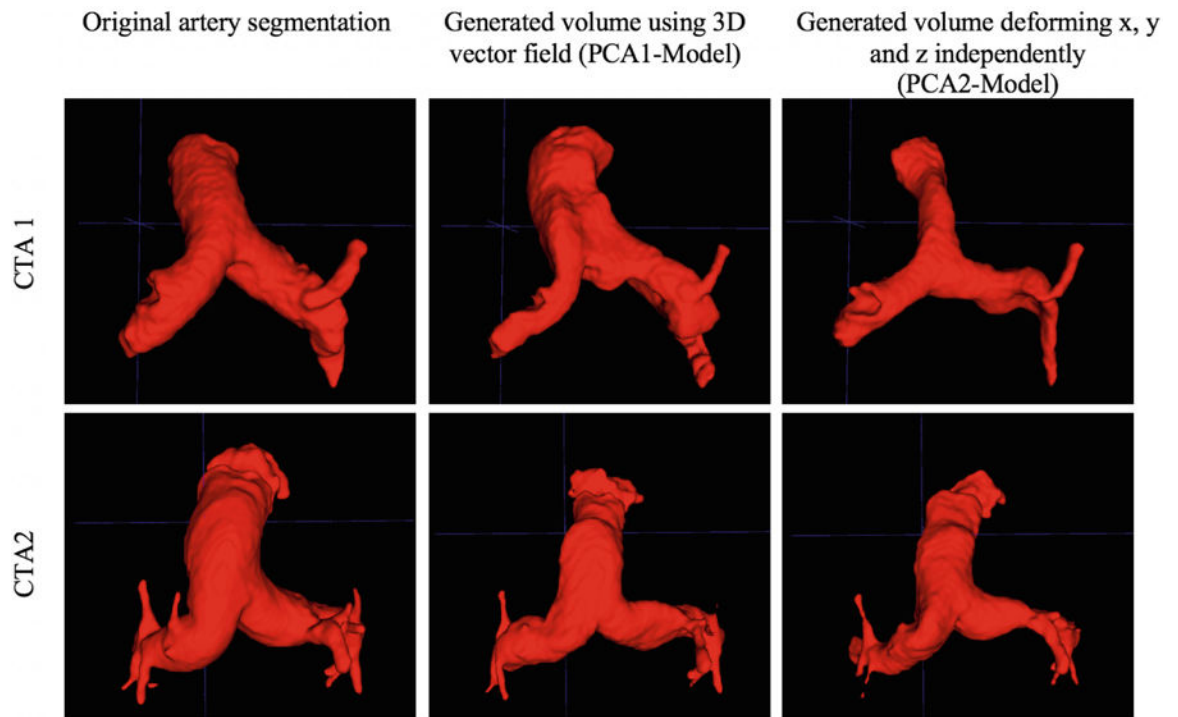 Original artery segmentation
Generated volume using 3D
vector field (PCA1-Model)
Generated volume deforming x, y
and z independently
(PCA2-Model)
CTA 1
CTA2